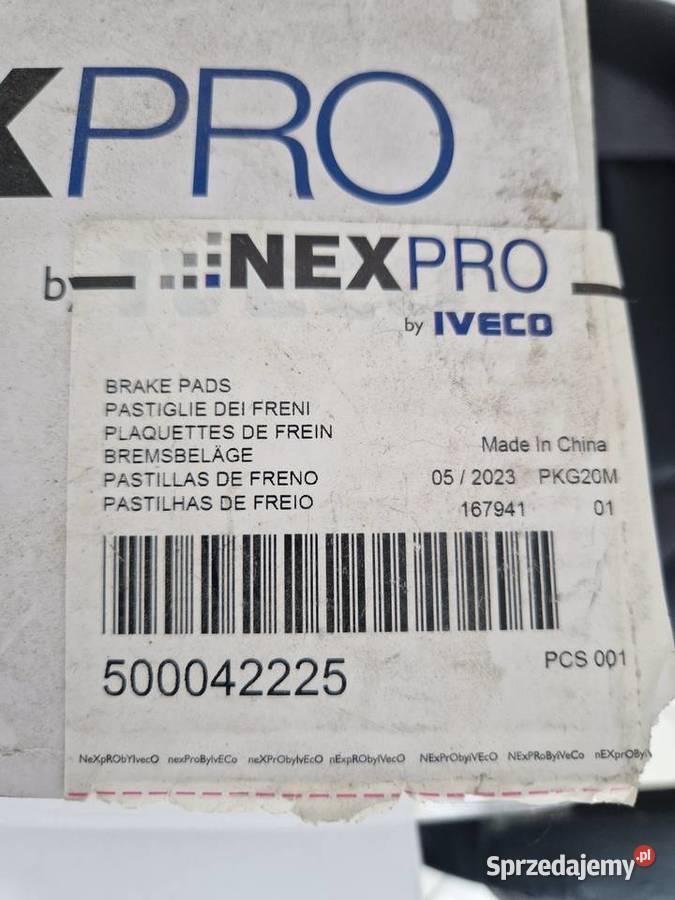 XPRO
by
NEXPRO
by IVECO
BRAKE PADS
PASTIGLIE DEI FRENI
PLAQUETTES DE FREIN
BREMSBELÄGE
PASTILLAS DE FRENO
PASTILHAS DE FREIO
Made In China
05 / 2023 PKG20M
167941 01
500042225
PCS 001
NeXpRObYIvecO nexProByIvECo neXPrObyIvEcO nExpRObyIVecO NExPrObyiVEcO NEXPRoByIVeCo nEXprOByI
Sprzedajemy.pl